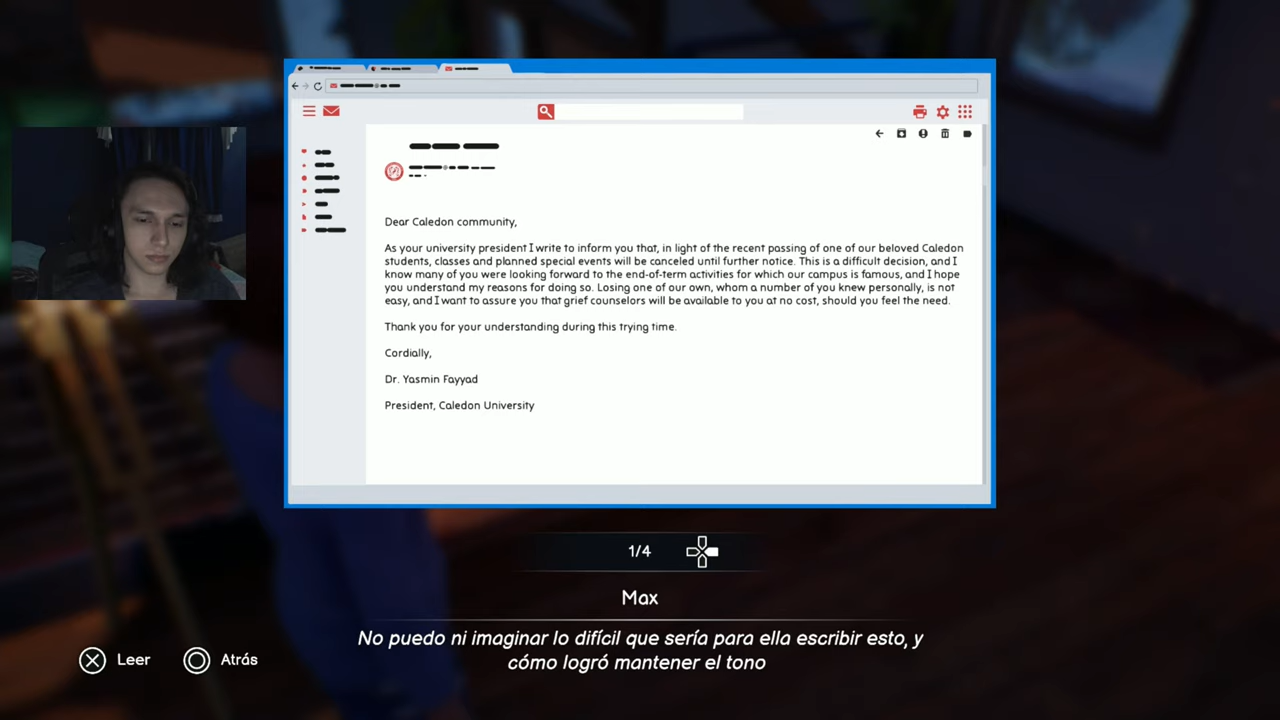 Dear Caledon community,
As your university president I write to inform you that, in light of the recent passing of one of our beloved Caledon
students, classes and planned special events will be canceled until further notice. This is a difficult decision, and I
know many of you were looking forward to the end-of-term activities for which our campus is famous, and I hope
you understand my reasons for doing so. Losing one of our own, whom a number of you knew personally, is not
easy, and I want to assure you that grief counselors will be available to you at no cost, should you feel the need.
Thank you for your understanding during this trying time.
Cordially,
Dr. Yasmin Fayyad
President, Caledon University
1/4
Max
No puedo ni imaginar lo difícil que sería para ella escribir esto, y
cómo logró mantener el tono
Leer
Atrás